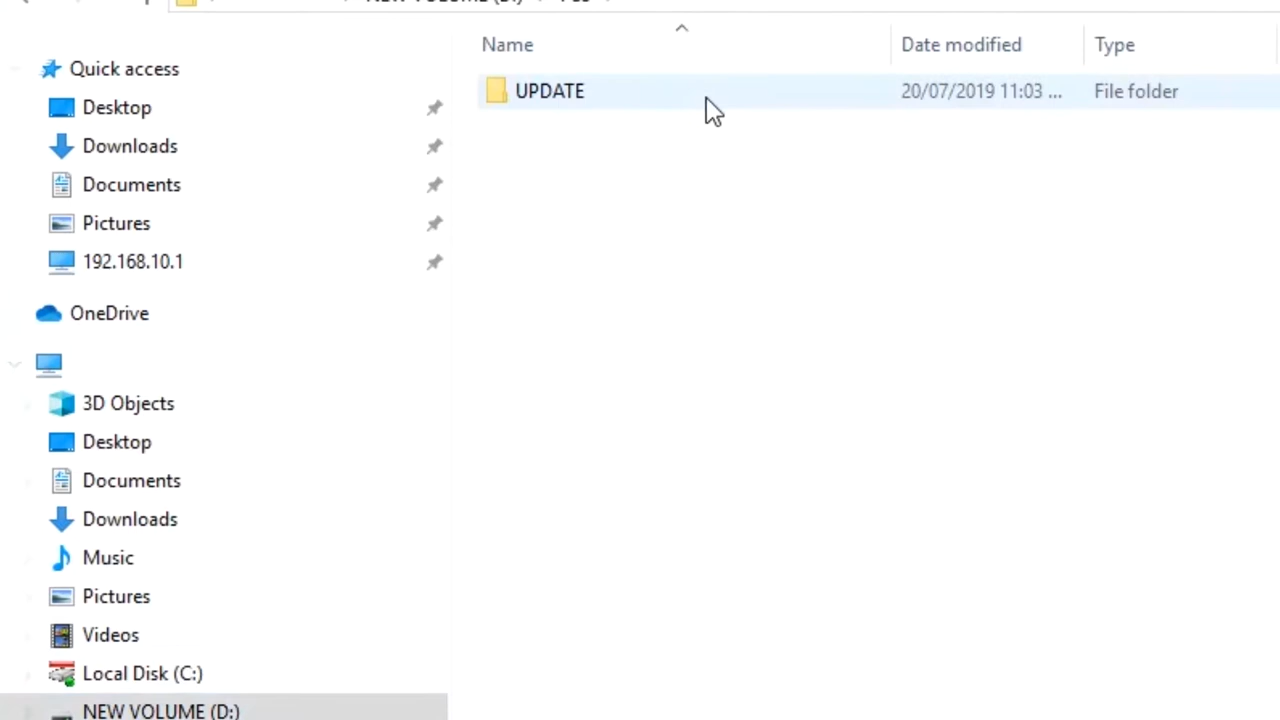 Name Date modified Type
Quick access
UPDATE 20/07/2019 11:03 ... File folder
Desktop
Downloads
Documents
Pictures
192.168.10.1
OneDrive
3D Objects
Desktop
Documents
Downloads
Music
Pictures
Videos
Local Disk (C:)
NEW VOLUME (D:)